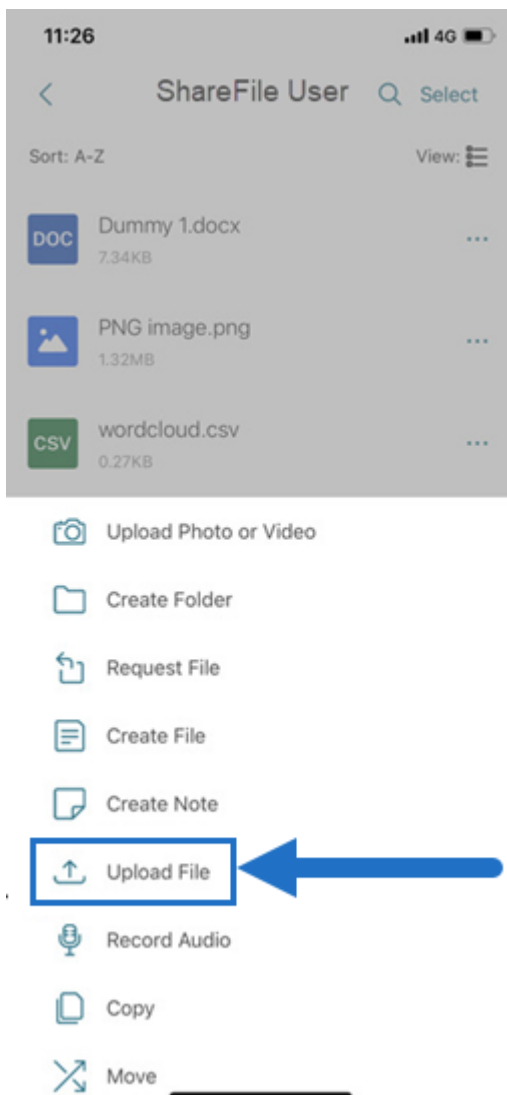 11:26 4G
ShareFile User Select
Sort: A-Z View:
DOC Dummy 1.docx
7.34KB
PNG image.png
1.32MB
CSV wordcloud.csv
0.27KB
Upload Photo or Video
Create Folder
Request File
Create File
Create Note
Upload File
Record Audio
Copy
Move